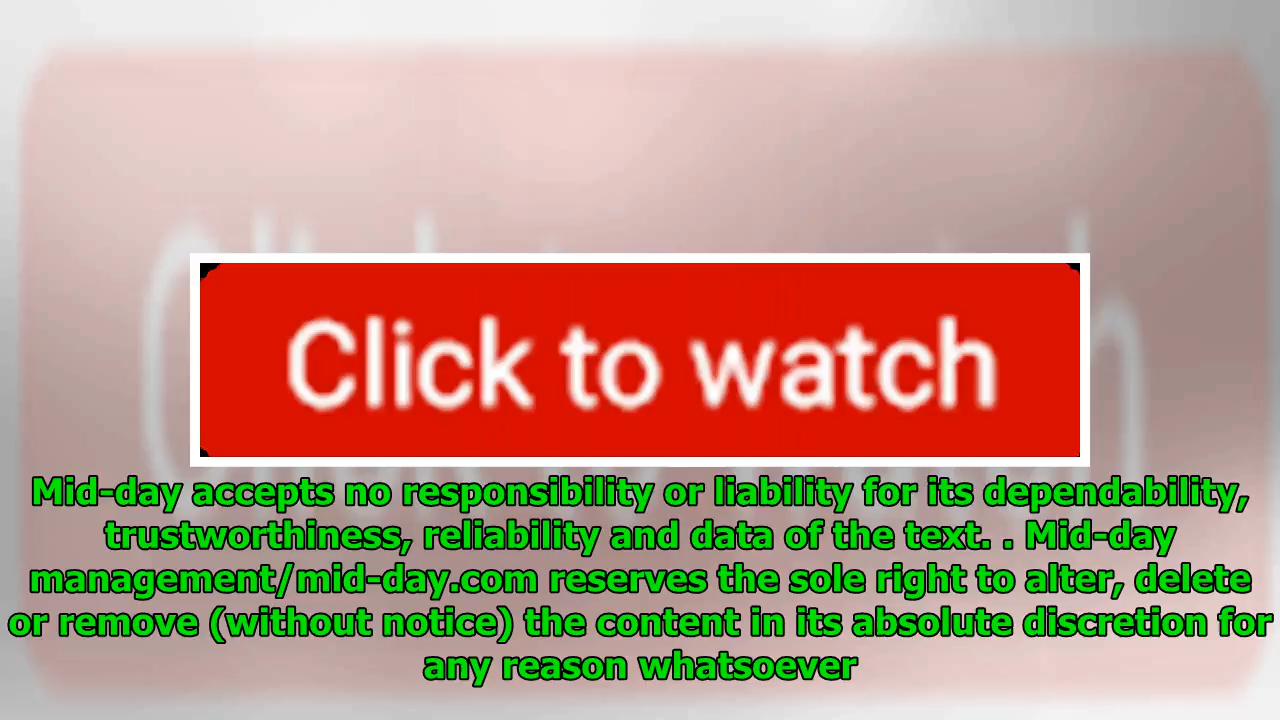 Click to watch
Mid-day accepts no responsibility or liability for its dependability,
trustworthiness, reliability and data of the text. . Mid-day
management/mid-day.com reserves the sole right to alter, delete
or remove (without notice) the content in its absolute discretion for
any reason whatsoever